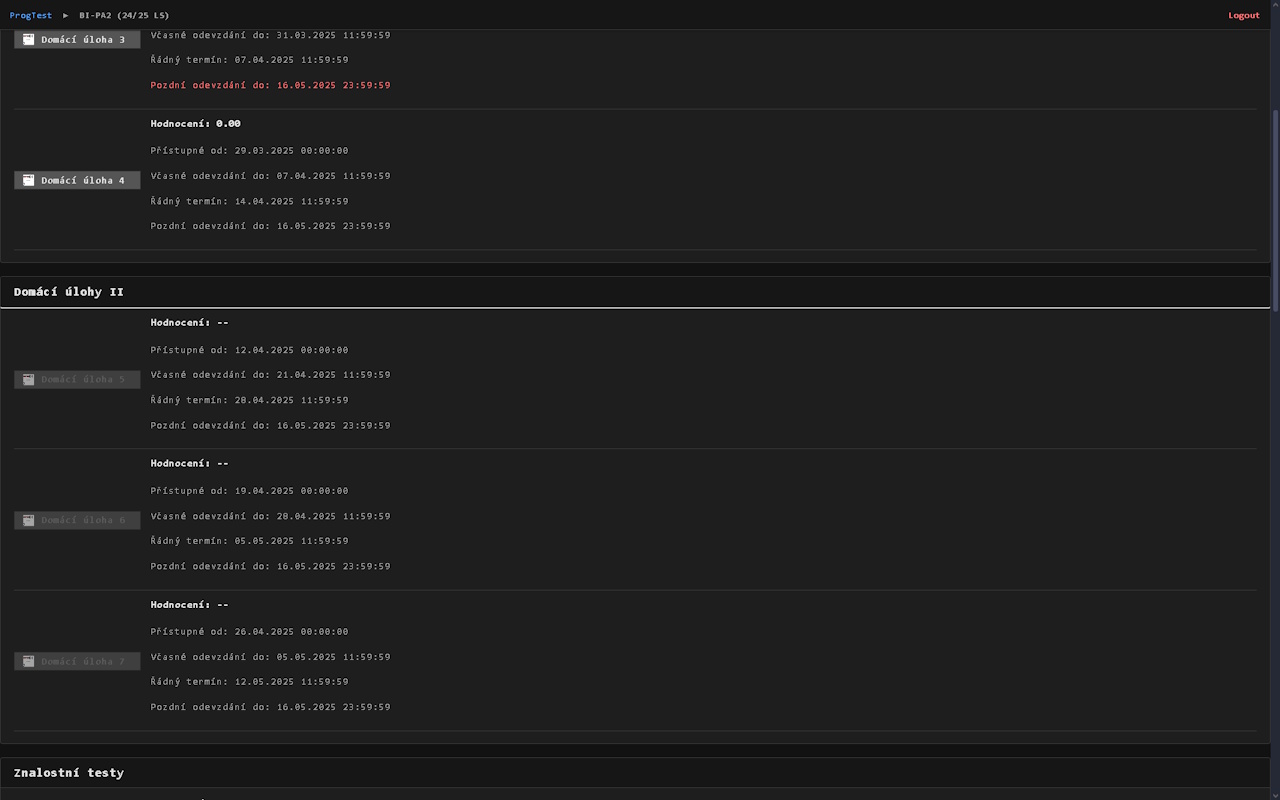 ProgTest ▶ BI-PA2 (24/25 LS) Logout
Domácí úloha 3
Včasné odevzdání do: 31.03.2025 11:59:59
Řádný termín: 07.04.2025 11:59:59
Pozdní odevzdání do: 16.05.2025 23:59:59
Hodnocení: 0.00
Přístupné od: 29.03.2025 00:00:00
Domácí úloha 4
Včasné odevzdání do: 07.04.2025 11:59:59
Řádný termín: 14.04.2025 11:59:59
Pozdní odevzdání do: 16.05.2025 23:59:59
Domácí úlohy II
Hodnocení: --
Přístupné od: 12.04.2025 00:00:00
Domácí úloha 5
Včasné odevzdání do: 21.04.2025 11:59:59
Řádný termín: 28.04.2025 11:59:59
Pozdní odevzdání do: 16.05.2025 23:59:59
Hodnocení: --
Přístupné od: 19.04.2025 00:00:00
Domácí úloha 6
Včasné odevzdání do: 28.04.2025 11:59:59
Řádný termín: 05.05.2025 11:59:59
Pozdní odevzdání do: 16.05.2025 23:59:59
Hodnocení: --
Přístupné od: 26.04.2025 00:00:00
Domácí úloha 7
Včasné odevzdání do: 05.05.2025 11:59:59
Řádný termín: 12.05.2025 11:59:59
Pozdní odevzdání do: 16.05.2025 23:59:59
Znalostní testy